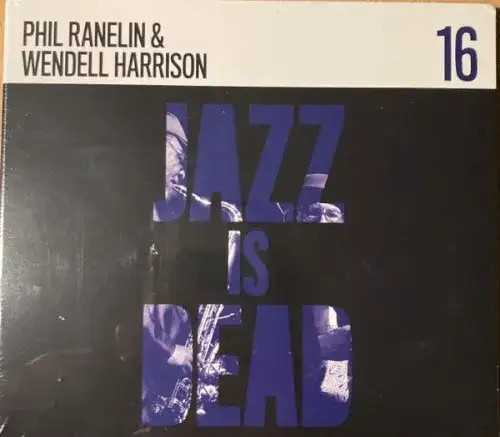 PHIL RANELIN &
WENDELL HARRISON
16
JAZZ
IS
DEAD